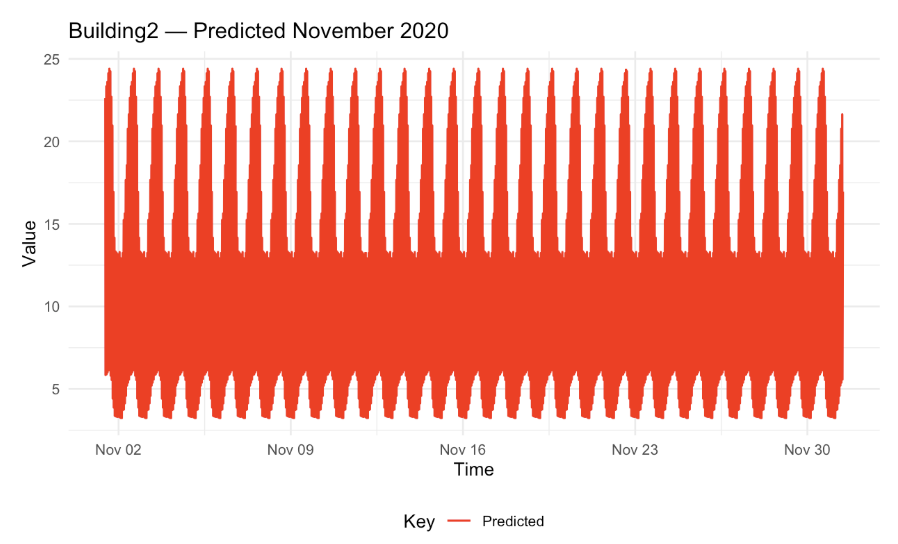 Building2 — Predicted November 2020
25
20
15
10
5
Value
Nov 02 Nov 09 Nov 16 Nov 23 Nov 30
Time
Key Predicted